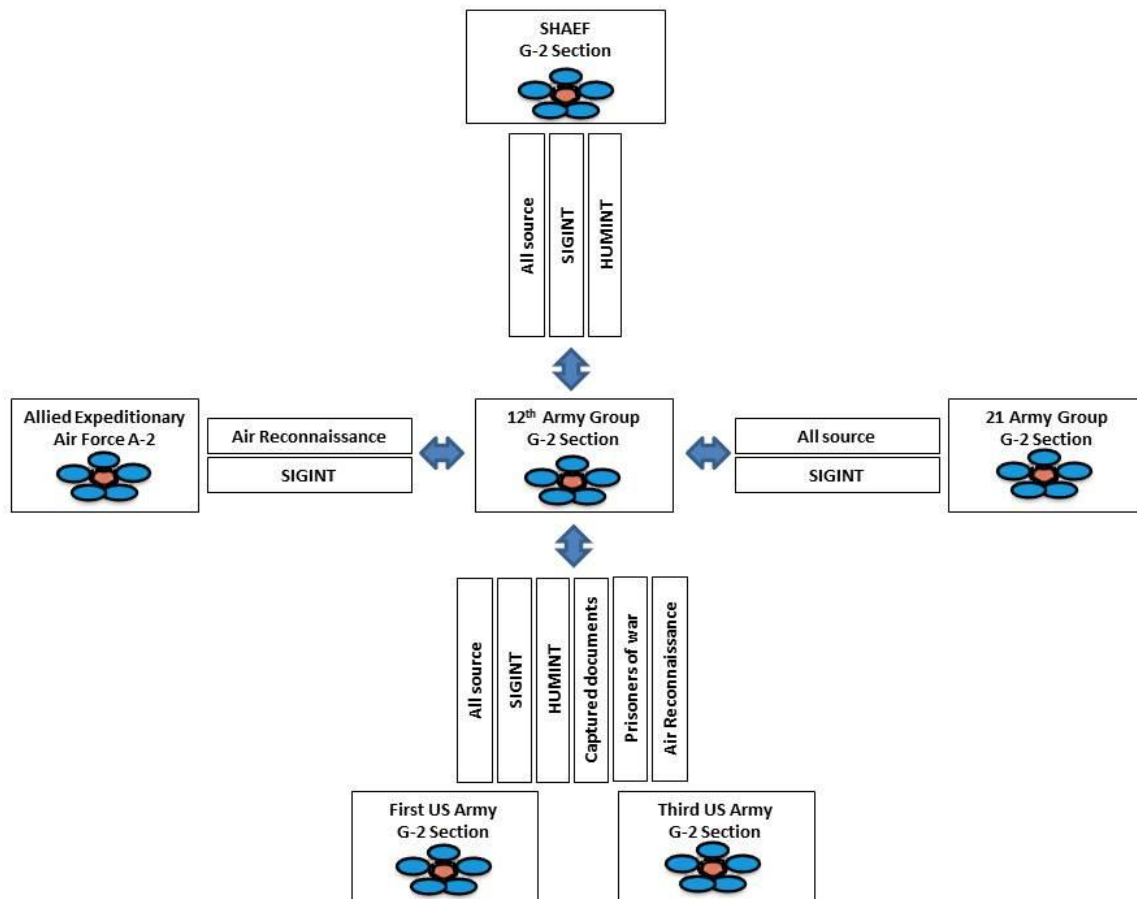 SHAEF
G-2 Section
All source
SIGINT
HUMINT
Allied Expeditionary
Air Force A-2
Air Reconnaissance
SIGINT
12th Army Group
G-2 Section
All source
SIGINT
21 Army Group
G-2 Section
All source
SIGINT
HUMINT
Captured documents
Prisoners of war
Air Reconnaissance
First US Army
G-2 Section
Third US Army
G-2 Section